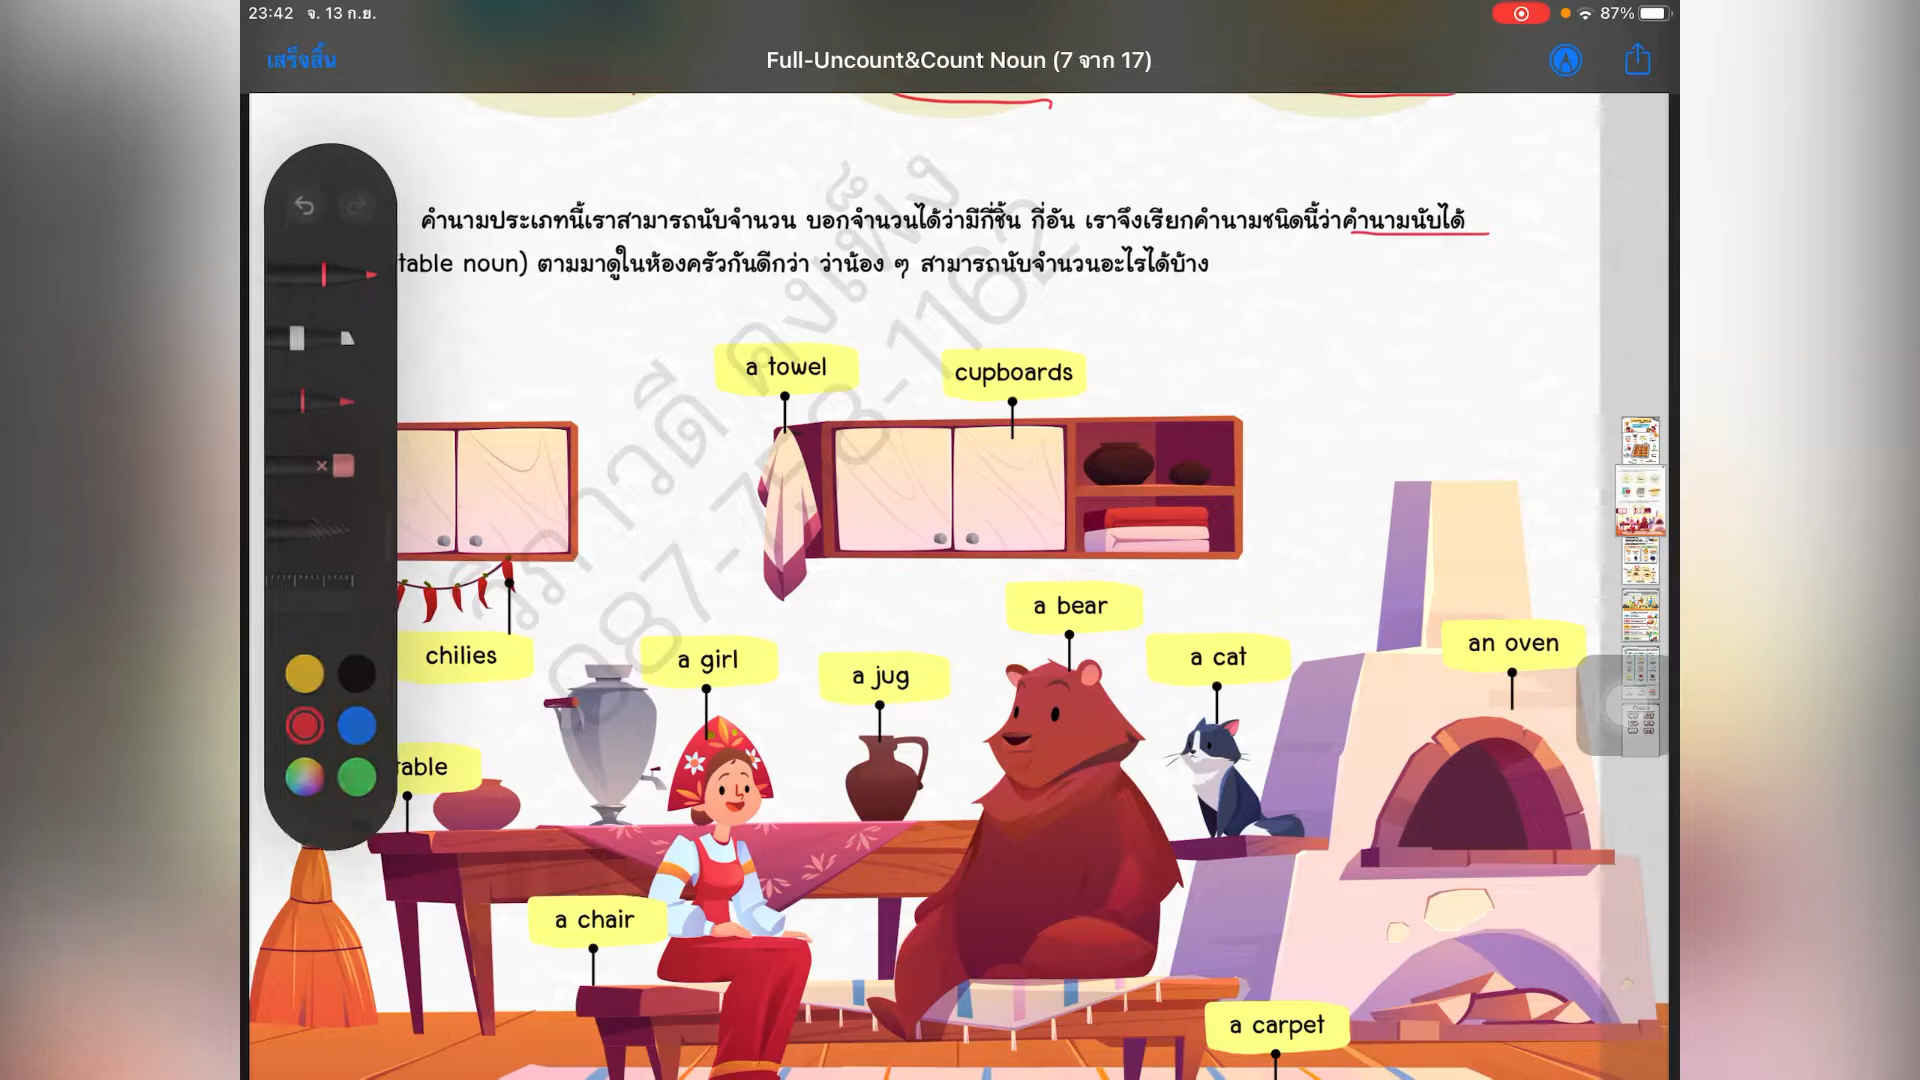 23:42 จ. 13 ก.ย.
87%
เสร็จสิ้น
Full-Uncount&Count Noun (7 จาก 17)
คำนามประเภทนี้เราสามารถนับจำนวน บอกจำนวนได้ว่ามีกี่ชิ้น กี่อัน เราจึงเรียกคำนามชนิดนี้ว่าคำนามนับได้
table noun) ตามมาดูในห้องครัวกันดีกว่า ว่าน้อง ๆ สามารถนับจำนวนอะไรได้บ้าง
a towel
cupboards
a bear
chilies
a girl
a jug
a cat
an oven
table
a chair
a carpet
087-758-1162